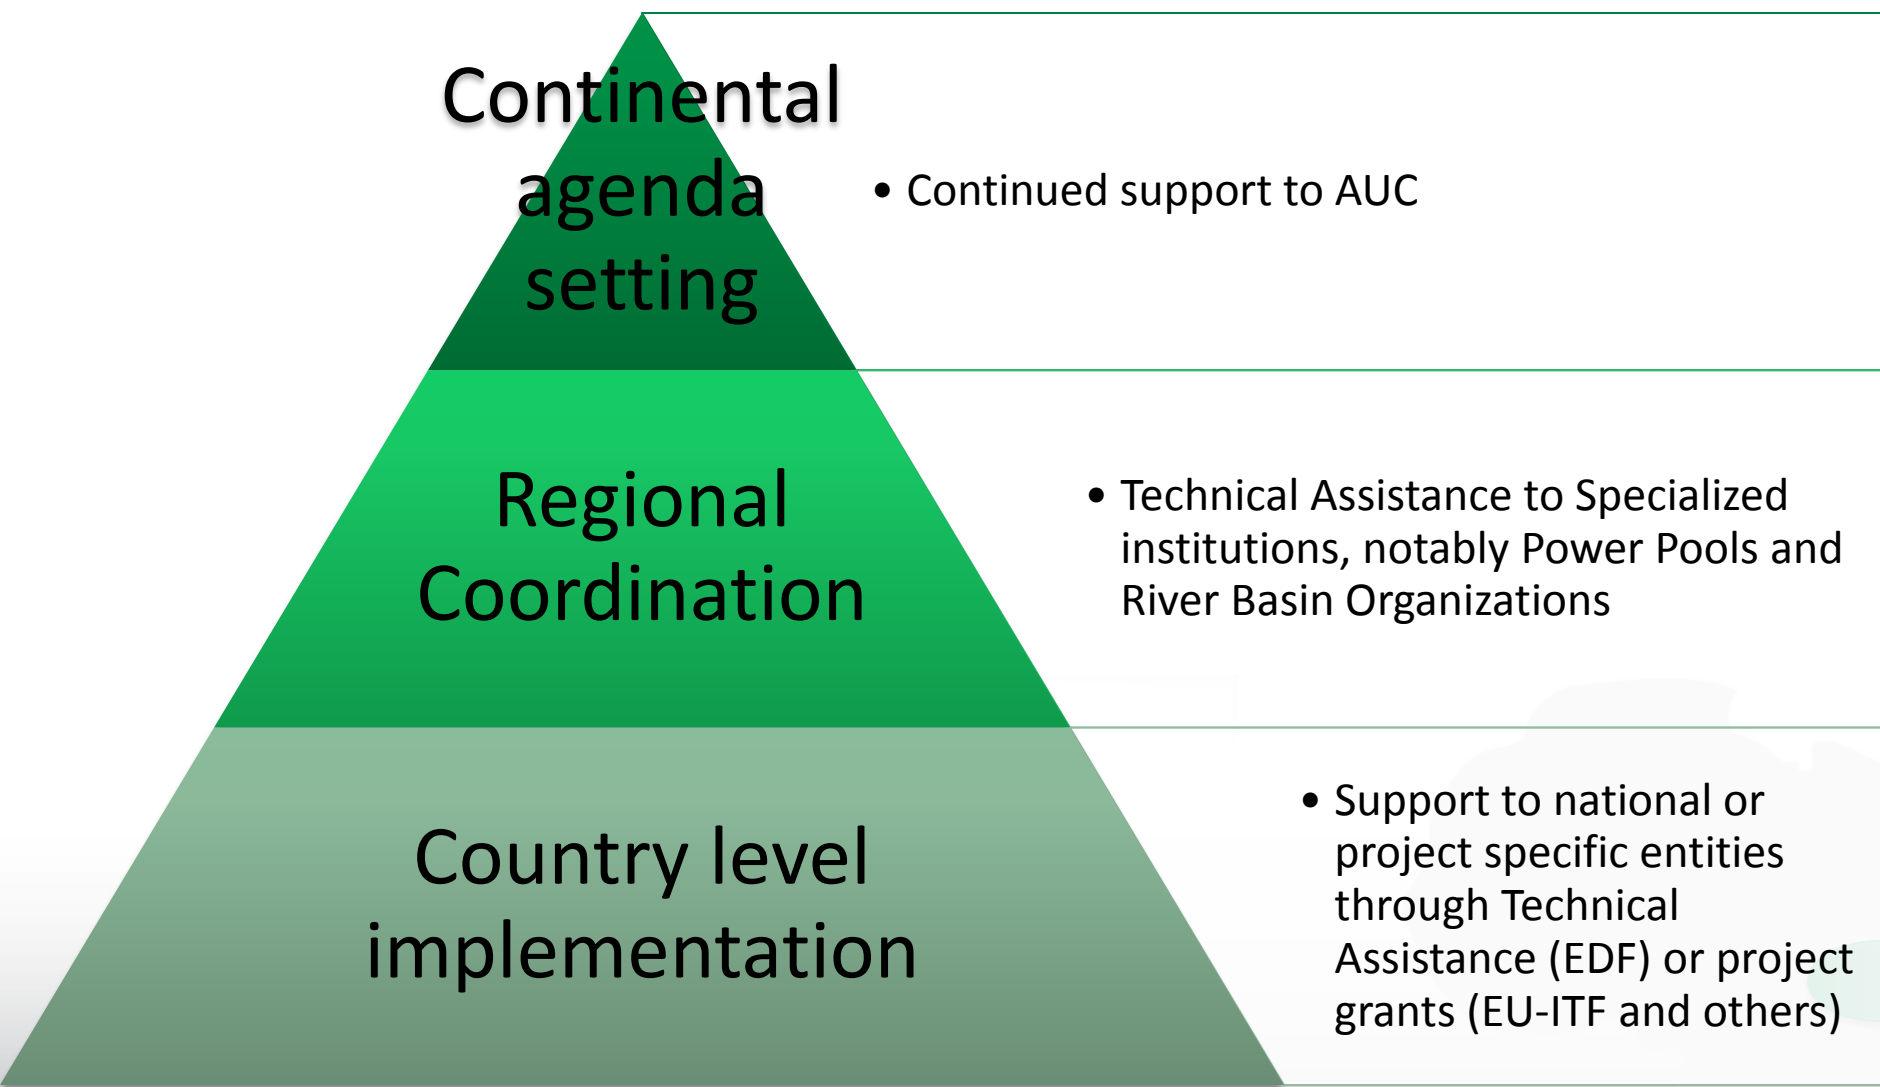 Continental
agenda
setting
• Continued support to AUC
Regional
Coordination
• Technical Assistance to Specialized
institutions, notably Power Pools and
River Basin Organizations
Country level
implementation
• Support to national or
project specific entities
through Technical
Assistance (EDF) or project
grants (EU-ITF and others)